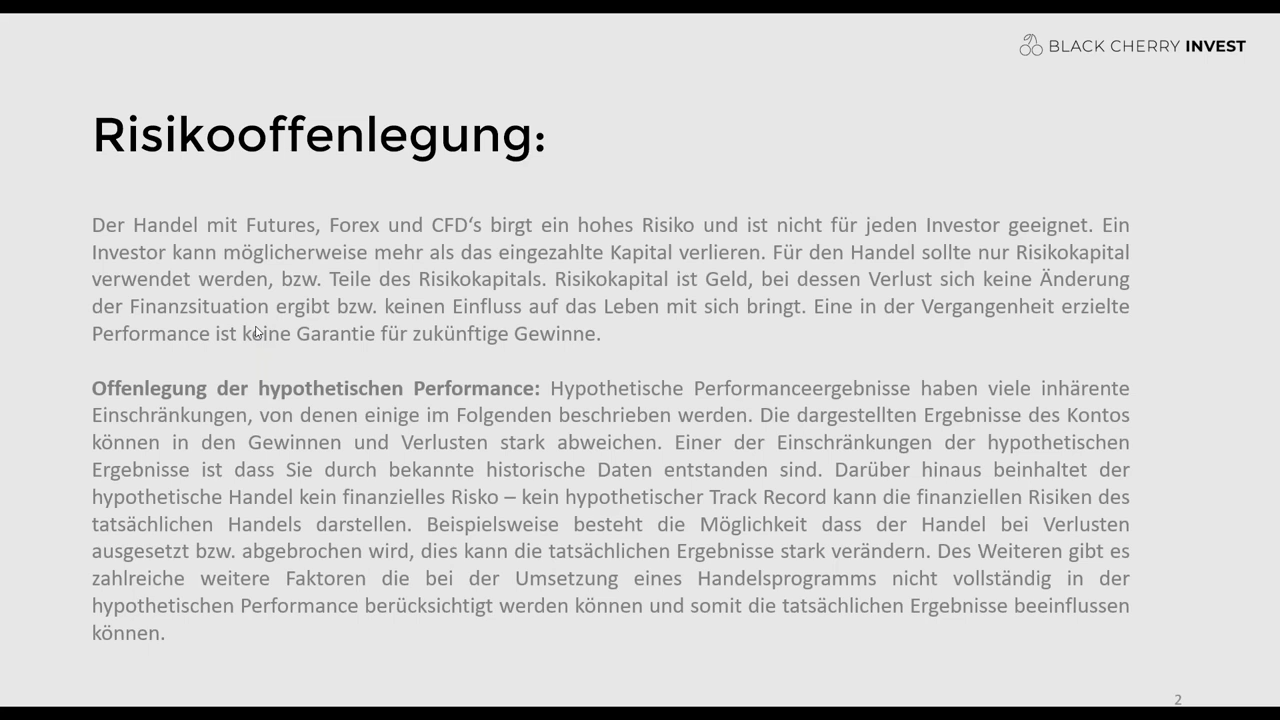 BLACK CHERRY INVEST
Risikooffenlegung:
Der Handel mit Futures, Forex und CFD‘s birgt ein hohes Risiko und ist nicht für jeden Investor geeignet. Ein
Investor kann möglicherweise mehr als das eingezahlte Kapital verlieren. Für den Handel sollte nur Risikokapital
verwendet werden, bzw. Teile des Risikokapitals. Risikokapital ist Geld, bei dessen Verlust sich keine Änderung
der Finanzsituation ergibt bzw. keinen Einfluss auf das Leben mit sich bringt. Eine in der Vergangenheit erzielte
Performance ist keine Garantie für zukünftige Gewinne.
Offenlegung der hypothetischen Performance: Hypothetische Performanceergebnisse haben viele inhärente
Einschränkungen, von denen einige im Folgenden beschrieben werden. Die dargestellten Ergebnisse des Kontos
können in den Gewinnen und Verlusten stark abweichen. Einer der Einschränkungen der hypothetischen
Ergebnisse ist dass Sie durch bekannte historische Daten entstanden sind. Darüber hinaus beinhaltet der
hypothetische Handel kein finanzielles Risko – kein hypothetischer Track Record kann die finanziellen Risiken des
tatsächlichen Handels darstellen. Beispielsweise besteht die Möglichkeit dass der Handel bei Verlusten
ausgesetzt bzw. abgebrochen wird, dies kann die tatsächlichen Ergebnisse stark verändern. Des Weiteren gibt es
zahlreiche weitere Faktoren die bei der Umsetzung eines Handelsprogramms nicht vollständig in der
hypothetischen Performance berücksichtigt werden können und somit die tatsächlichen Ergebnisse beeinflussen
können.
2